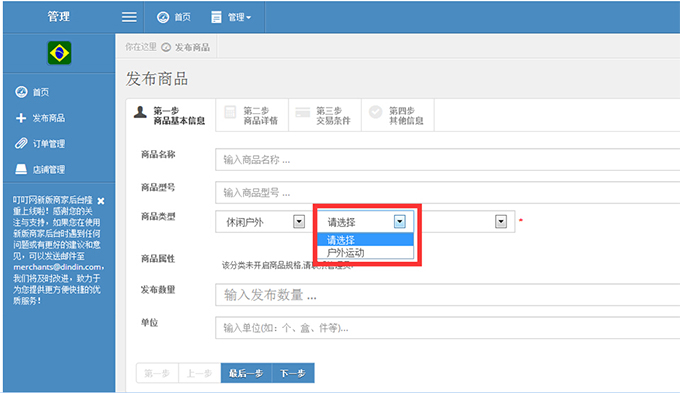 管理
首页
管理
你在这里
发布商品
首页
发布商品
订单管理
店铺管理
叮叮网新版商家后台隆
重上线啦！感谢您的关
注与支持，如果您在使用
新版商家后台时遇到任何
问题或有更好的建议和意
见，可以发送邮件至
merchants@dindin.com，
我们将及时改进，致力于
为您提供更方便快捷的优
质服务！
发布商品
第一步
商品基本信息
第二步
商品详情
第三步
交易条件
第四步
其他信息
商品名称
输入商品名称 ...
商品型号
输入商品型号 ...
商品类型
休闲户外
请选择
*
请选择
户外运动
商品属性
该分类未开启商品规格,请联系管理员!
发布数量
输入发布数量 ...
单位
输入单位(如：个、盒、件等)...
第一步
上一步
最后一步
下一步